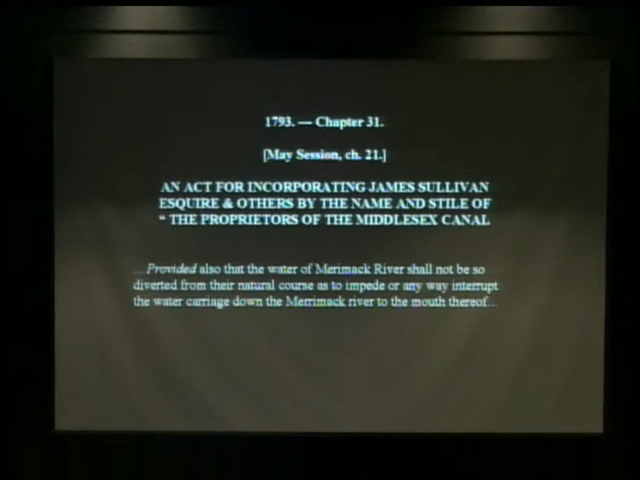 1793. — Chapter 31.
[May Session, ch. 21.]
AN ACT FOR INCORPORATING JAMES SULLIVAN
ESQUIRE & OTHERS BY THE NAME AND STILE OF
“ THE PROPRIETORS OF THE MIDDLESEX CANAL
...Provided also that the water of Merimack River shall not be so
diverted from their natural course as to impede or any way interrupt
the water carriage down the Merrimack river to the mouth thereof...